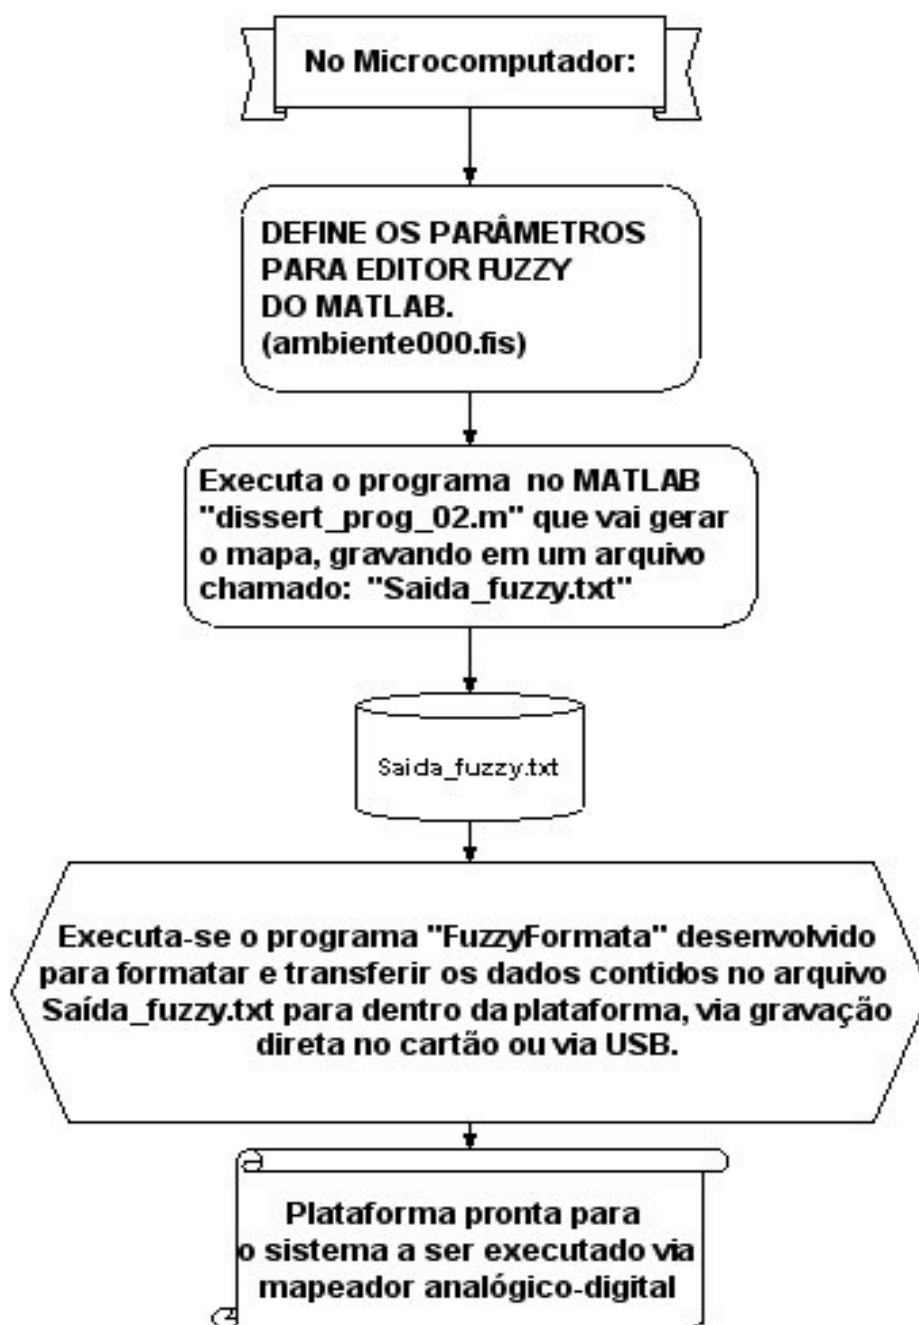 No Microcomputador:
DEFINE OS PARÂMETROS
PARA EDITOR FUZZY
DO MATLAB.
(ambiente000.fis)
Executa o programa no MATLAB
"dissert_prog_02.m" que vai gerar
o mapa, gravando em um arquivo
chamado: "Saida_fuzzy.txt"
Saida_fuzzy.txt
Executa-se o programa "FuzzyFormata" desenvolvido
para formatar e transferir os dados contidos no arquivo
Saída_fuzzy.txt para dentro da plataforma, via gravação
direta no cartão ou via USB.
Plataforma pronta para
o sistema a ser executado via
mapeador analógico-digital